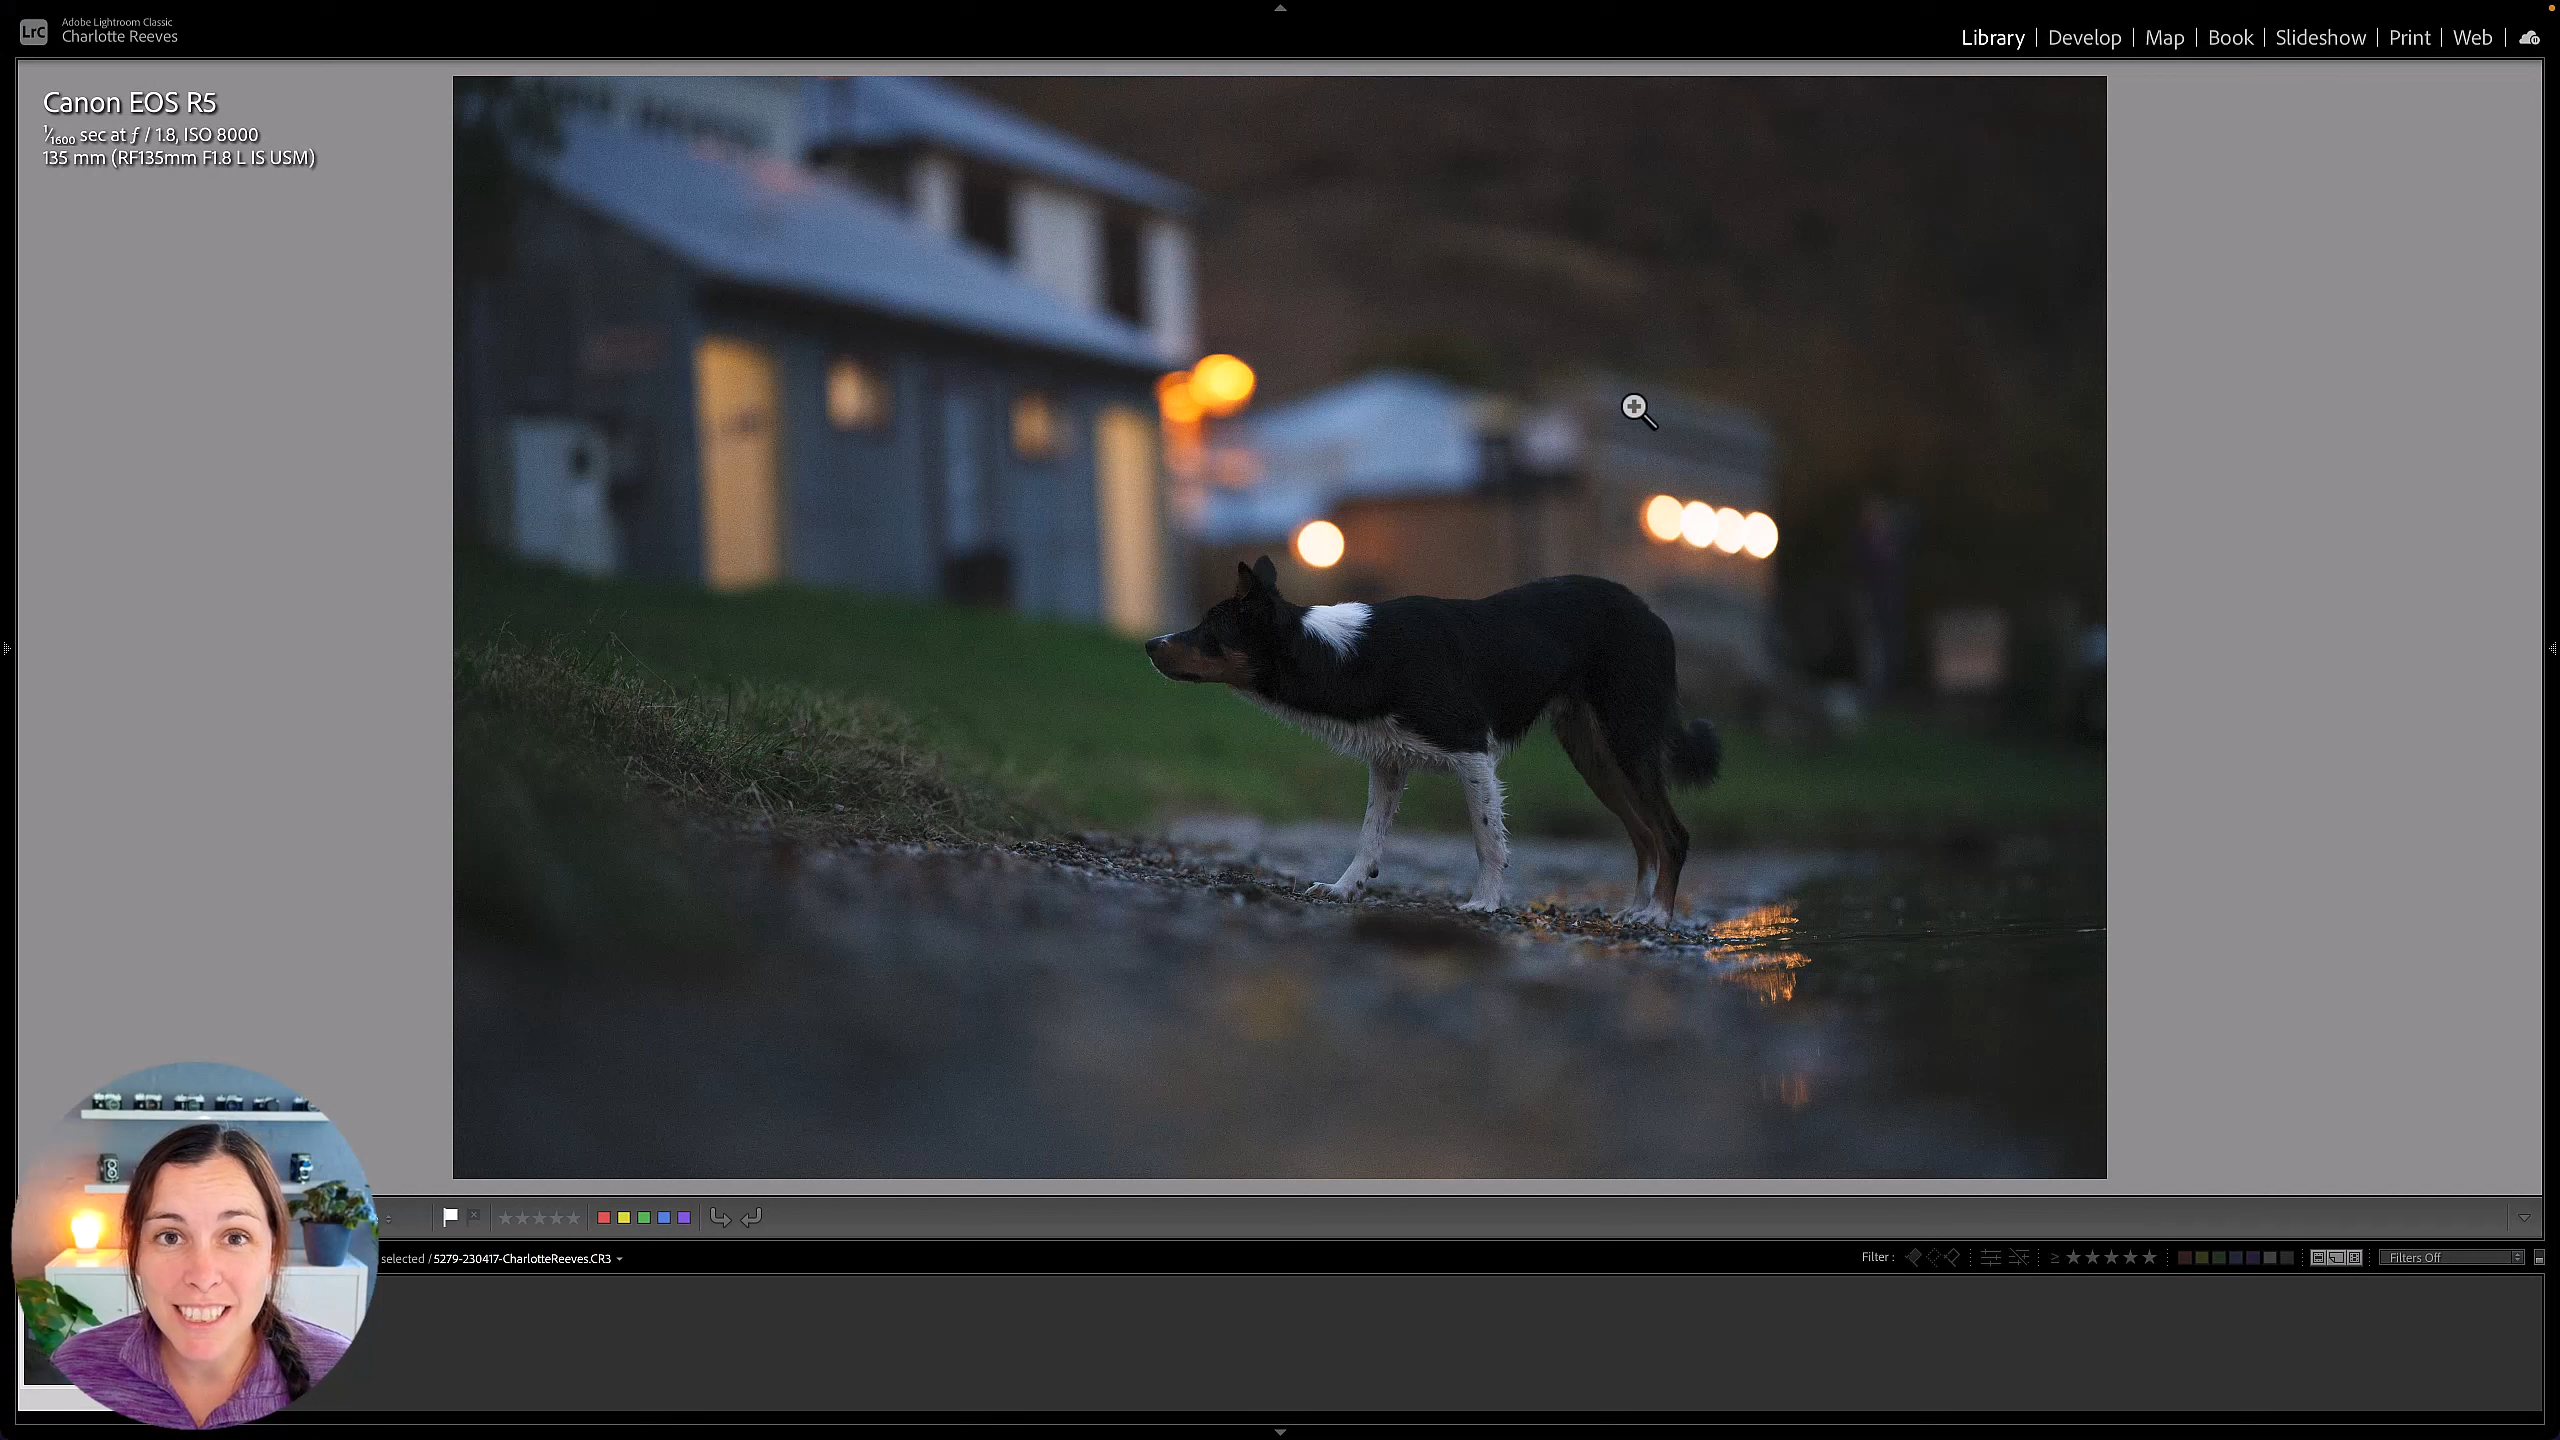 LrC
Adobe Lightroom Classic
Charlotte Reeves
Library | Develop | Map | Book | Slideshow | Print | Web
Canon EOS R5
1/1600 sec at ƒ / 1.8, ISO 8000
135 mm (RF135mm F1.8 L IS USM)
selected / 5279-230417-CharlotteReeves.CR3
Filter :
≥
Filters Off